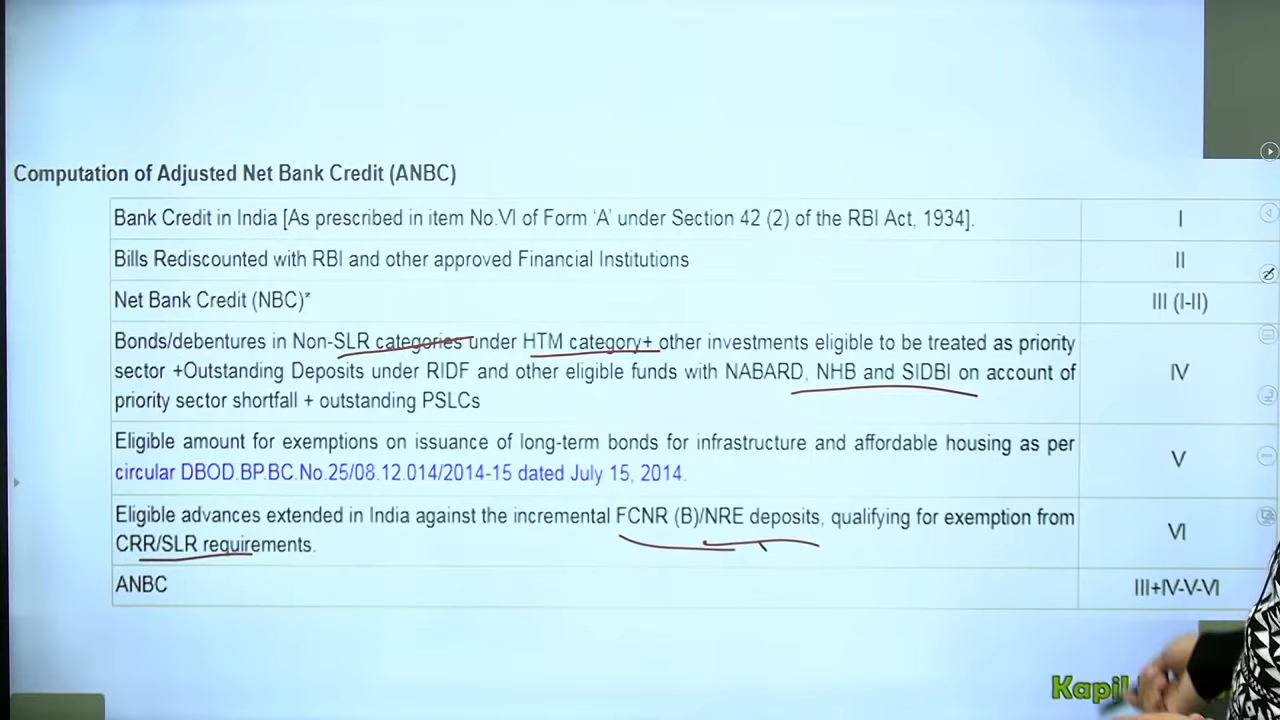 Computation of Adjusted Net Bank Credit (ANBC)
Bank Credit in India [As prescribed in item No.VI of Form ‘A’ under Section 42 (2) of the RBI Act, 1934]. I
Bills Rediscounted with RBI and other approved Financial Institutions II
Net Bank Credit (NBC)* III (I-II)
Bonds/debentures in Non-SLR categories under HTM category+ other investments eligible to be treated as priority
sector +Outstanding Deposits under RIDF and other eligible funds with NABARD, NHB and SIDBI on account of IV
priority sector shortfall + outstanding PSLCs
Eligible amount for exemptions on issuance of long-term bonds for infrastructure and affordable housing as per V
circular DBOD.BP.BC.No.25/08.12.014/2014-15 dated July 15, 2014.
Eligible advances extended in India against the incremental FCNR (B)/NRE deposits, qualifying for exemption from VI
CRR/SLR requirements.
ANBC III+IV-V-VI
Kapil